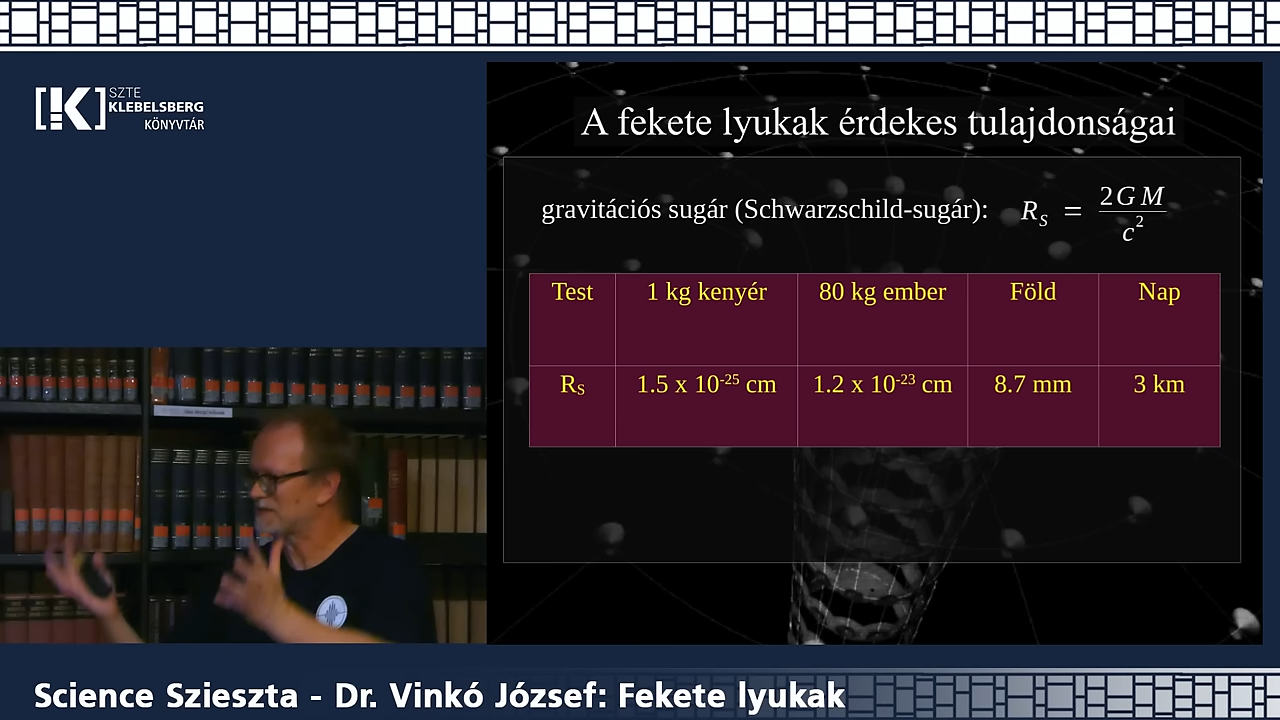 SZTE
KLEBELSBERG
KÖNYVTÁR
A fekete lyukak érdekes tulajdonságai
gravitációs sugár (Schwarzschild-sugár): R_S = 2GM / c²
Test 1 kg kenyér 80 kg ember Föld Nap
R_S 1.5 x 10⁻²⁵ cm 1.2 x 10⁻²³ cm 8.7 mm 3 km
Science Szieszta - Dr. Vinkó József: Fekete lyukak